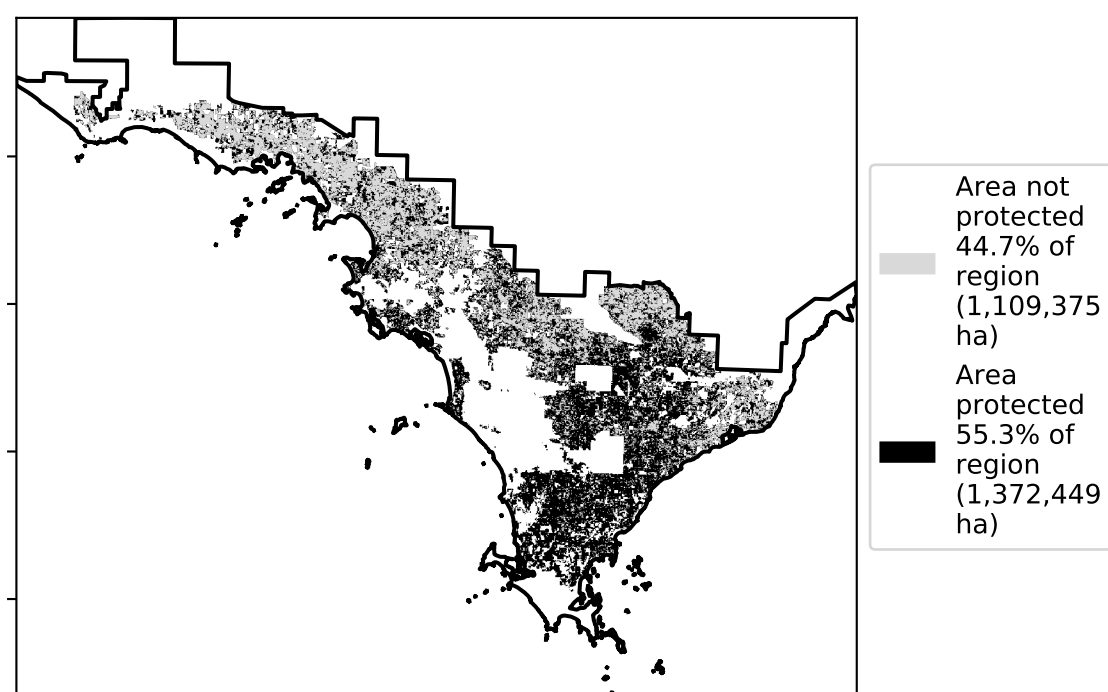 Area not
protected
44.7% of
region
(1,109,375
ha)
Area
protected
55.3% of
region
(1,372,449
ha)